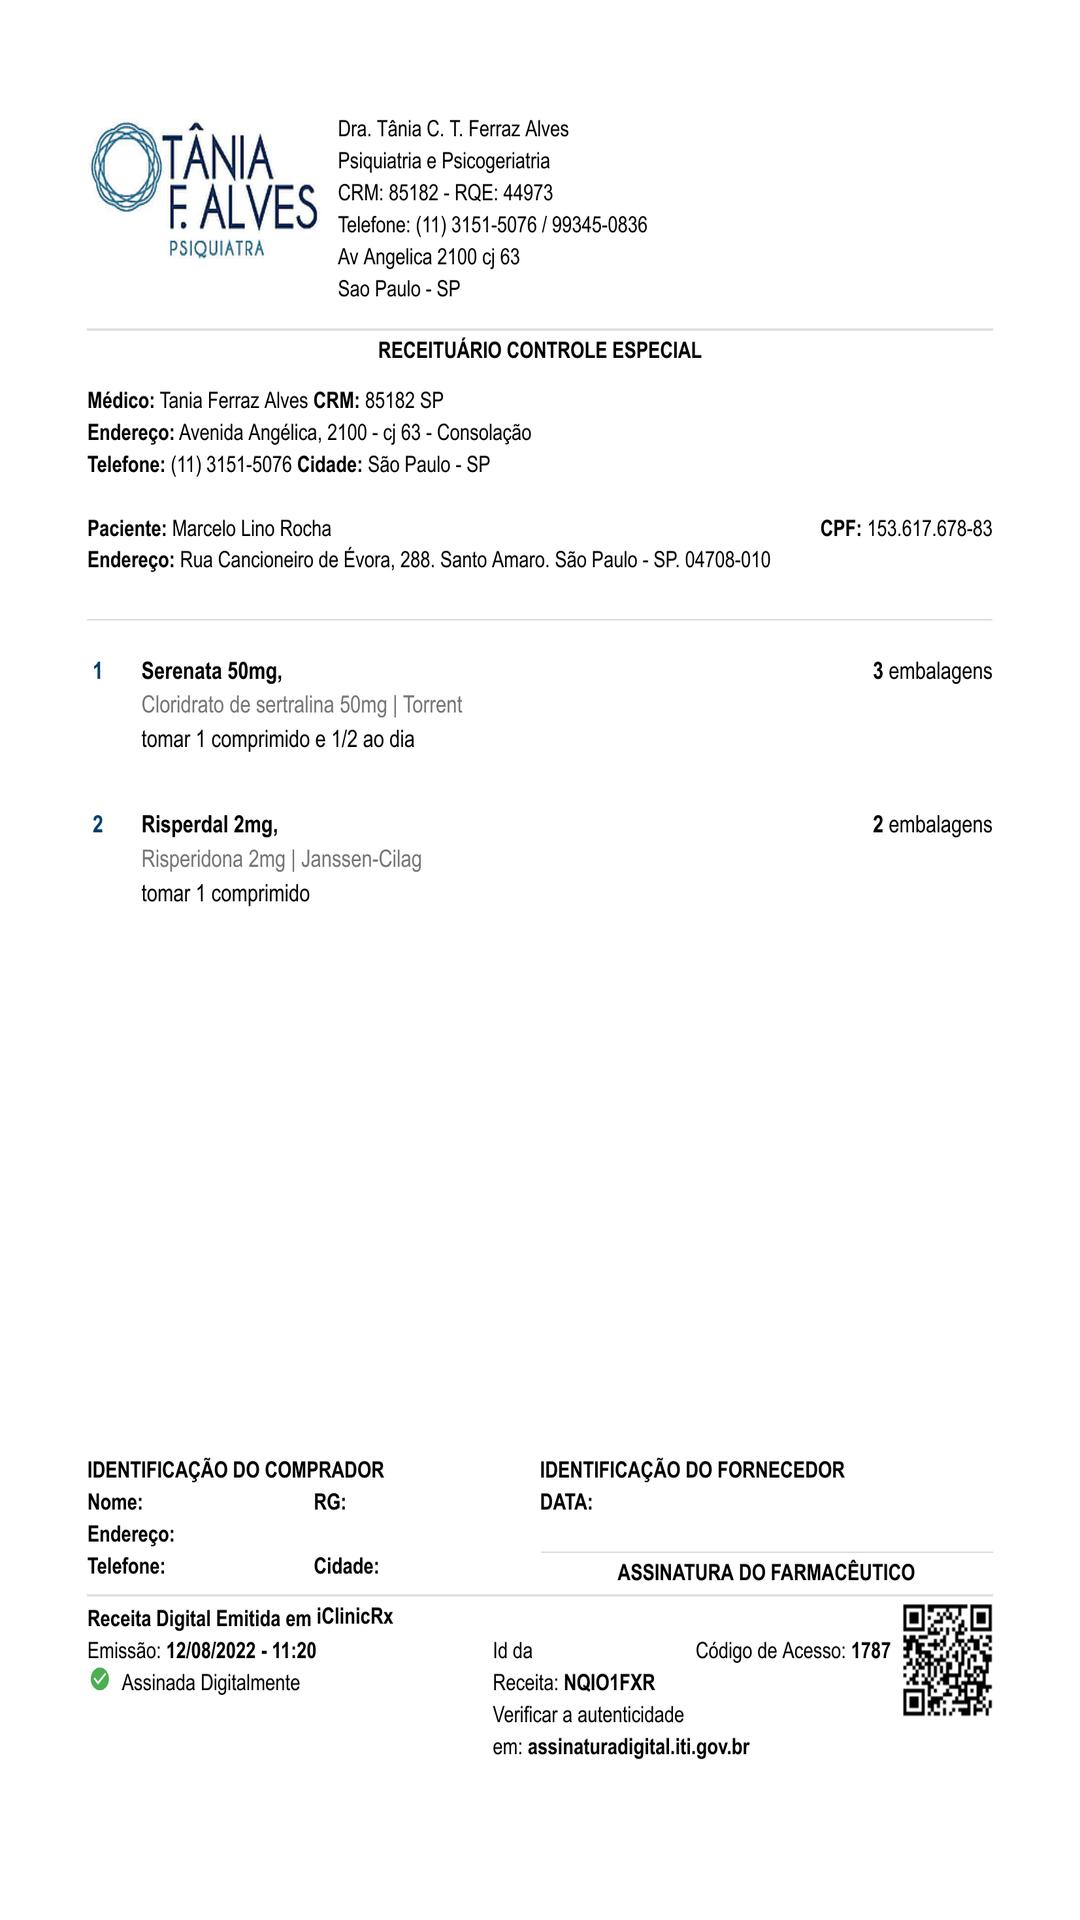 TÂNIA
F. ALVES
PSIQUIATRA
Dra. Tânia C. T. Ferraz Alves
Psiquiatria e Psicogeriatria
CRM: 85182 - RQE: 44973
Telefone: (11) 3151-5076 / 99345-0836
Av Angelica 2100 cj 63
Sao Paulo - SP
RECEITUÁRIO CONTROLE ESPECIAL
Médico: Tania Ferraz Alves CRM: 85182 SP
Endereço: Avenida Angélica, 2100 - cj 63 - Consolação
Telefone: (11) 3151-5076 Cidade: São Paulo - SP
Paciente: Marcelo Lino Rocha CPF: 153.617.678-83
Endereço: Rua Cancioneiro de Évora, 288. Santo Amaro. São Paulo - SP. 04708-010
1 Serenata 50mg, 3 embalagens
Cloridrato de sertralina 50mg | Torrent
tomar 1 comprimido e 1/2 ao dia
2 Risperdal 2mg, 2 embalagens
Risperidona 2mg | Janssen-Cilag
tomar 1 comprimido
IDENTIFICAÇÃO DO COMPRADOR
Nome: RG:
Endereço:
Telefone: Cidade:
IDENTIFICAÇÃO DO FORNECEDOR
DATA:
ASSINATURA DO FARMACÊUTICO
Receita Digital Emitida em iClinicRx
Emissão: 12/08/2022 - 11:20
Assinada Digitalmente
Id da
Receita: NQIO1FXR
Verificar a autenticidade
em: assinaturadigital.iti.gov.br
Código de Acesso: 1787